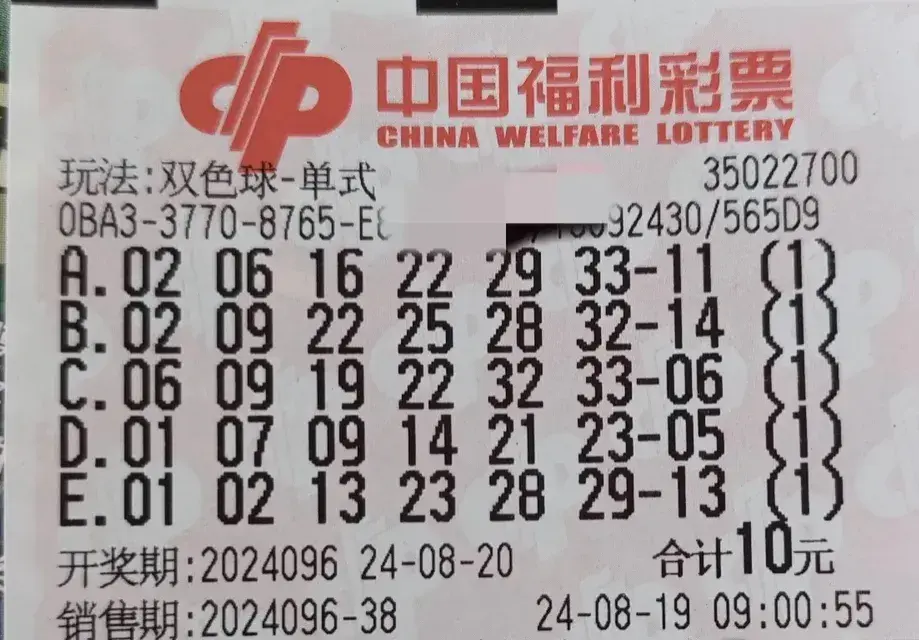 中国福利彩票
CHINA WELFARE LOTTERY
玩法:双色球-单式 35022700
0BA3-3770-8765-E 92430/565D9
A.02 06 16 22 29 33-11 (1)
B.02 09 22 25 28 32-14 (1)
C.06 09 19 22 32 33-06 (1)
D.01 07 09 14 21 23-05 (1)
E.01 02 13 23 28 29-13 (1)
开奖期:2024096 24-08-20 合计10元
销售期:2024096-38 24-08-19 09:00:55